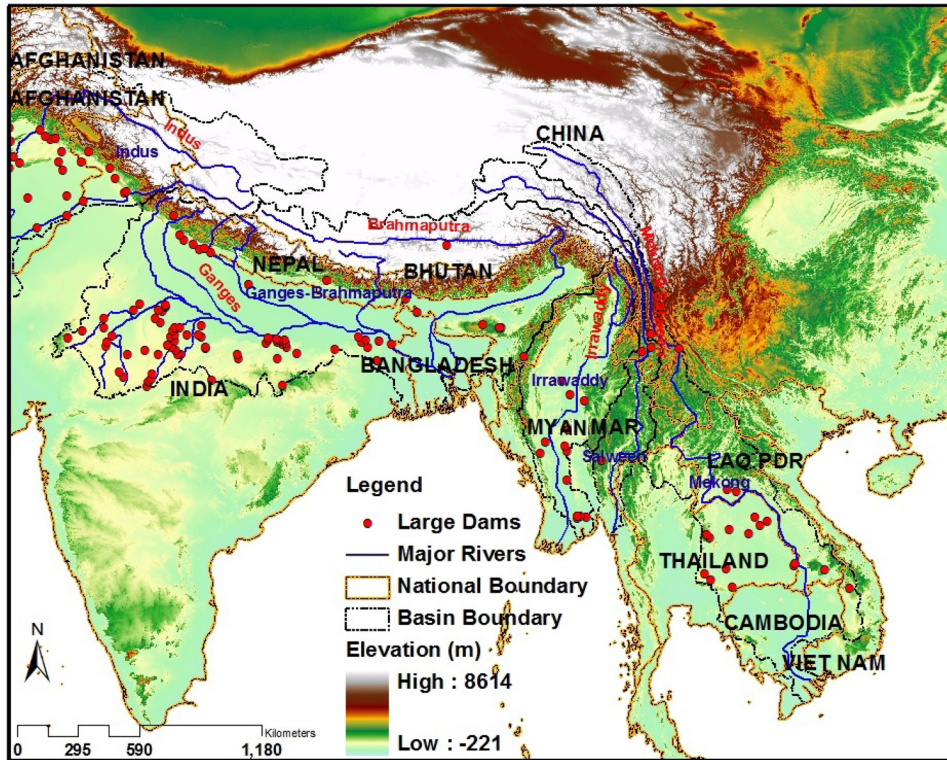 AFGHANISTAN
AFGHANISTAN
Indus
Indus
CHINA
Brahmaputra
NEPAL
BHUTAN
Ganges
Ganges-Brahmaputra
Irrawaddy
INDIA
BANGLADESH
Irrawaddy
MYANMAR
Salween
LAO PDR
Mekong
THAILAND
CAMBODIA
VIET NAM
Legend
Large Dams
Major Rivers
National Boundary
Basin Boundary
Elevation (m)
High : 8614
Low : -221
N
Kilometers
0 295 590 1,180